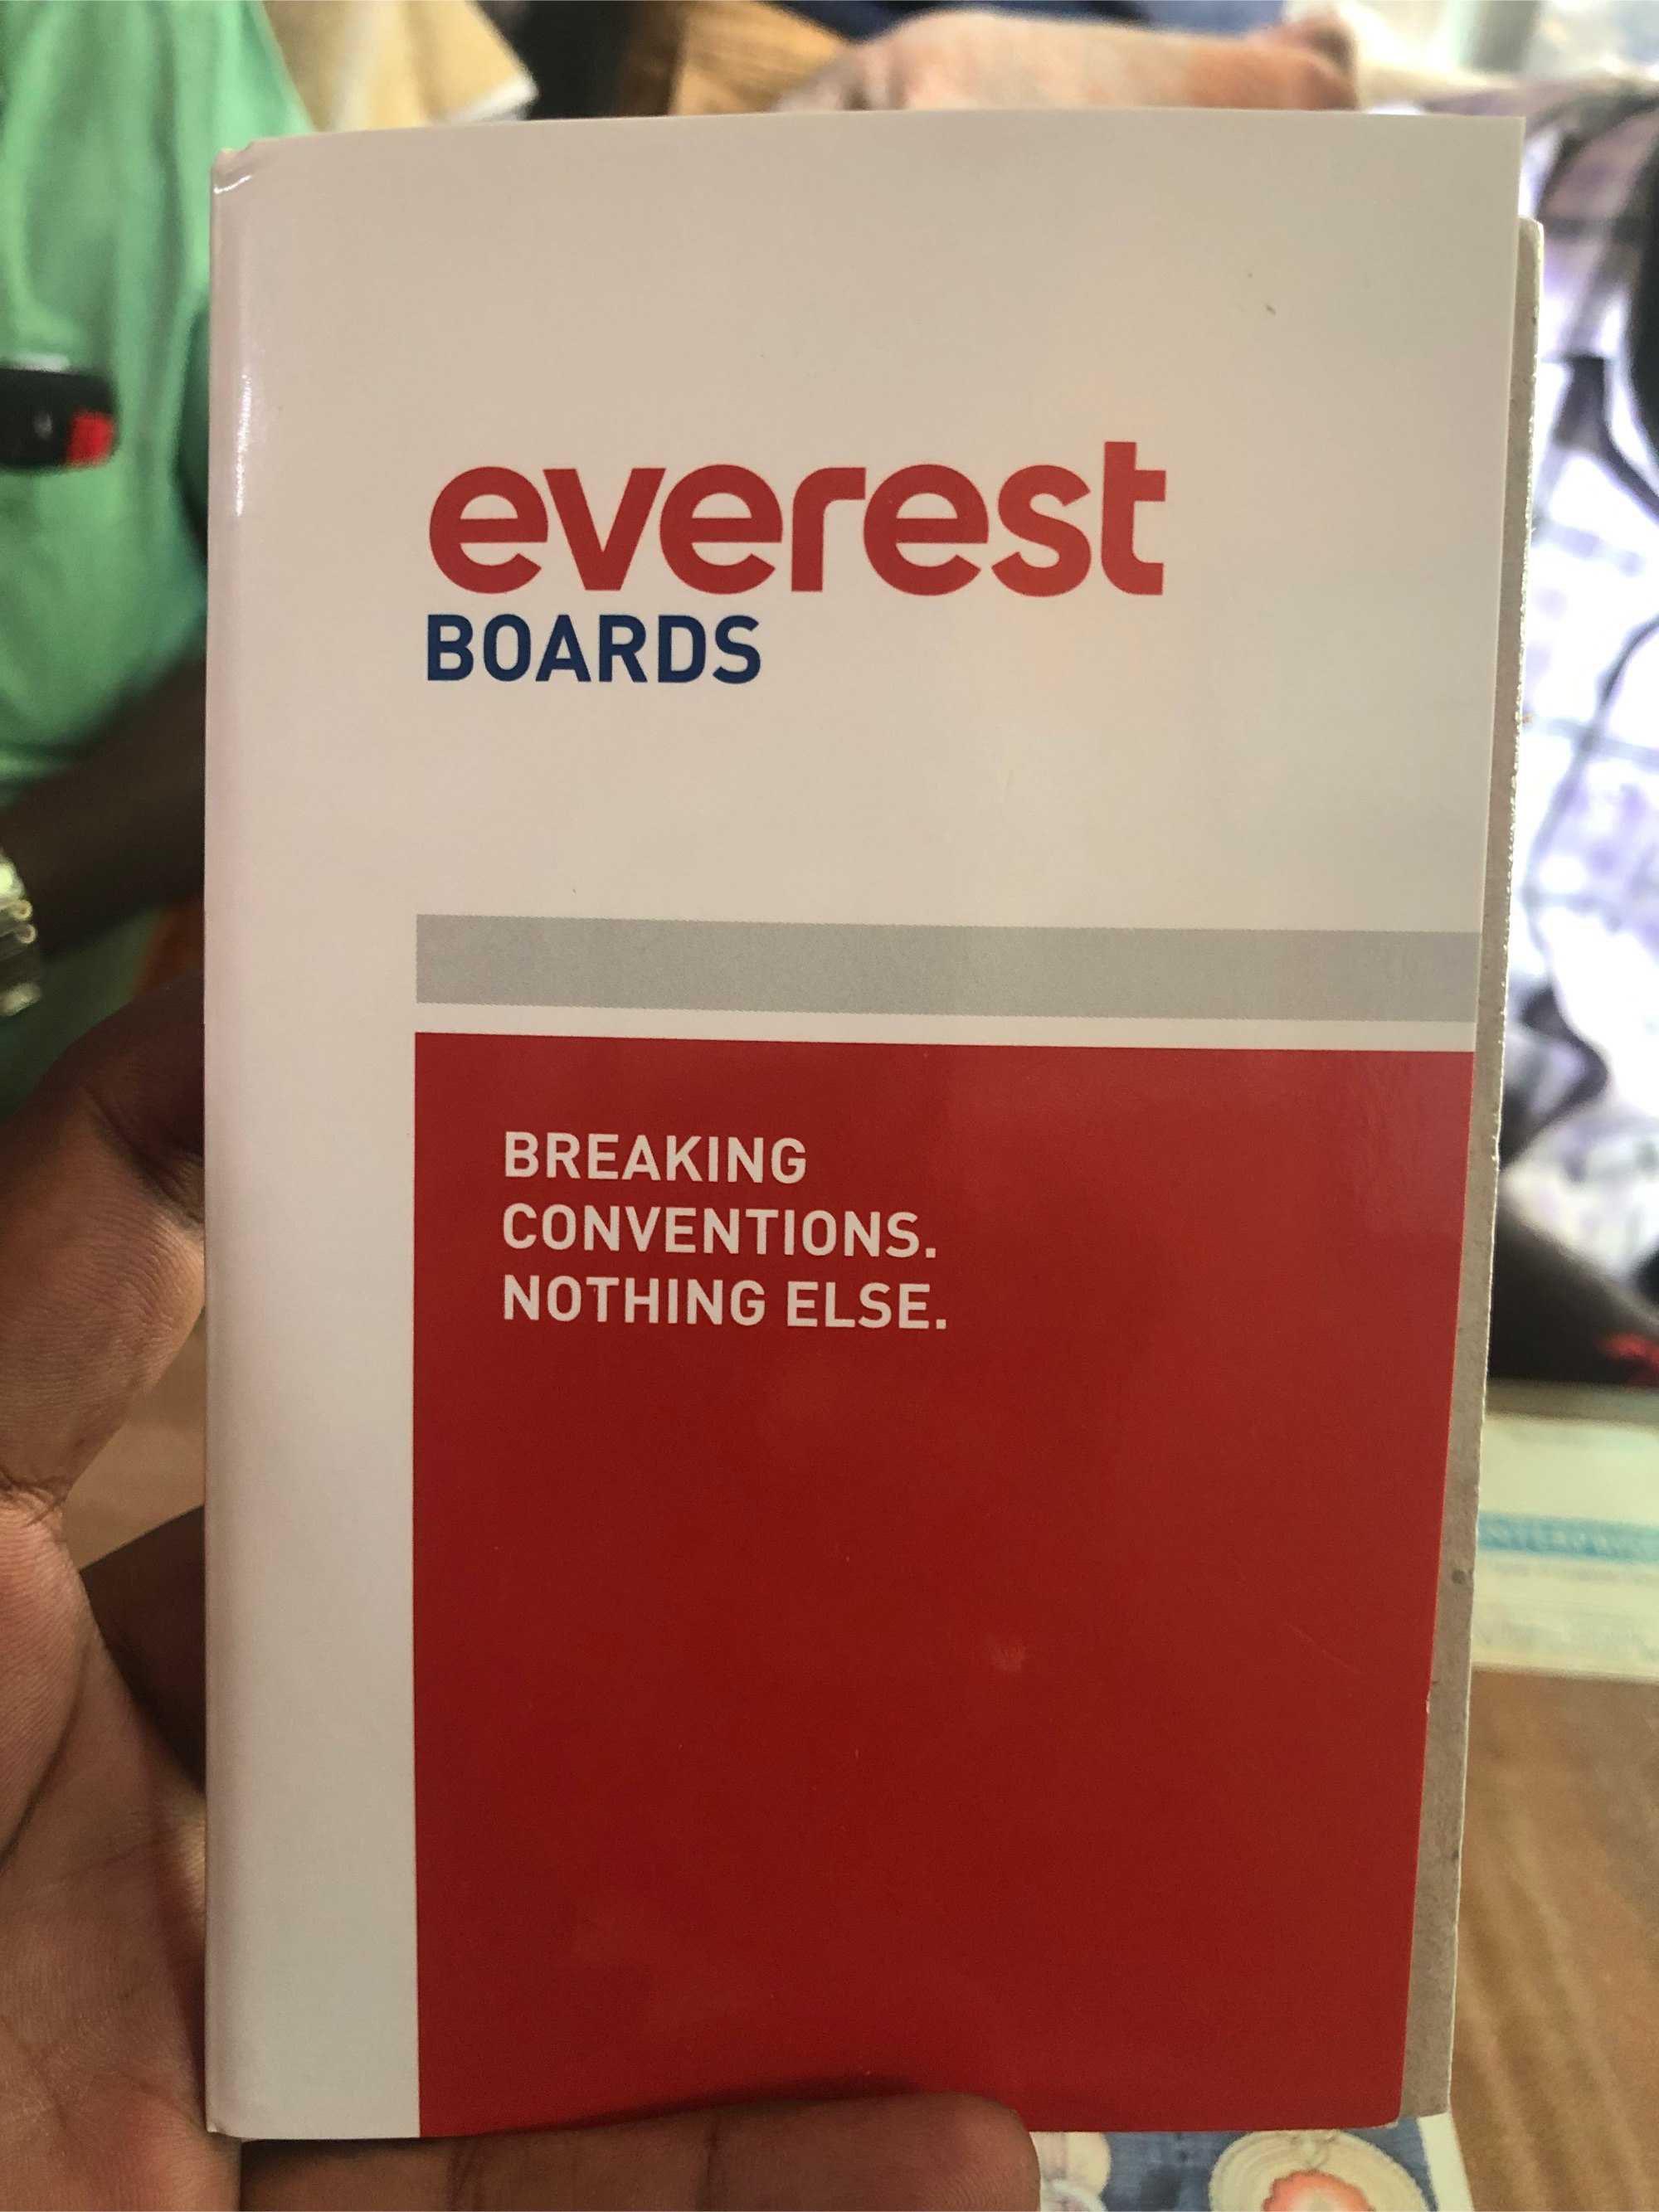 everest
BOARDS
BREAKING
CONVENTIONS.
NOTHING ELSE.